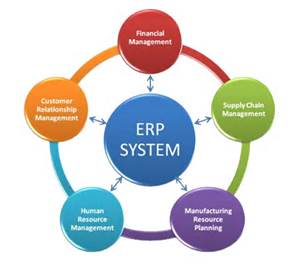 Financial
Management
Customer
Relationship
Management
Supply Chain
Management
ERP
SYSTEM
Human
Resource
Management
Manufacturing
Resource
Planning